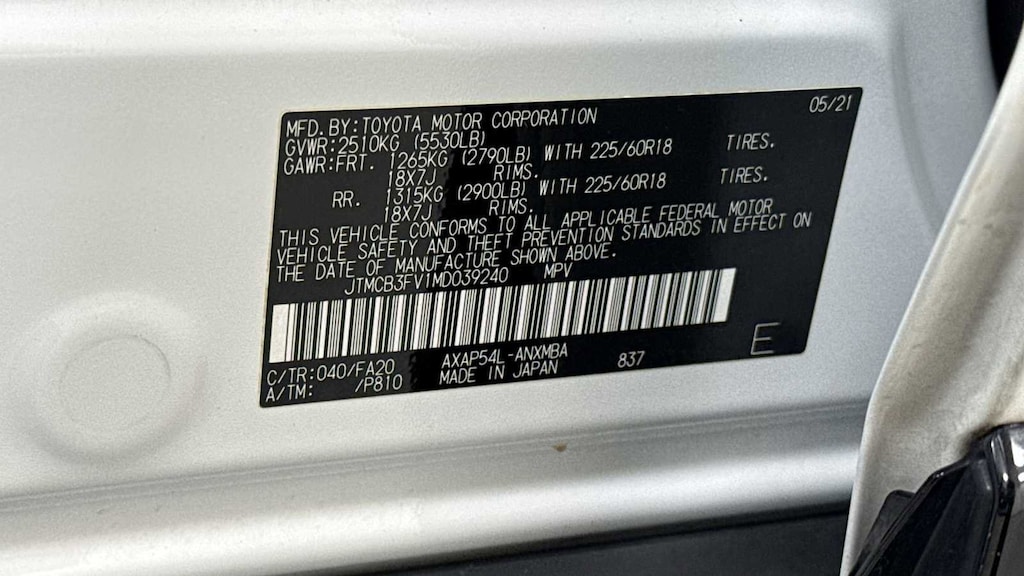 05/21
MFD. BY: TOYOTA MOTOR CORPORATION
GVWR: 2510KG (5530LB)
GAWR: FRT. 1265KG (2790LB) WITH 225/60R18 TIRES.
18X7J RIMS.
RR. 1315KG (2900LB) WITH 225/60R18 TIRES.
18X7J RIMS.
THIS VEHICLE CONFORMS TO ALL APPLICABLE FEDERAL MOTOR
VEHICLE SAFETY AND THEFT PREVENTION STANDARDS IN EFFECT ON
THE DATE OF MANUFACTURE SHOWN ABOVE.
JTMCB3FV1MD039240 MPV
C/TR: 040/FA20 AXAP54L-ANXMBA 837 E
A/TM: /P810 MADE IN JAPAN